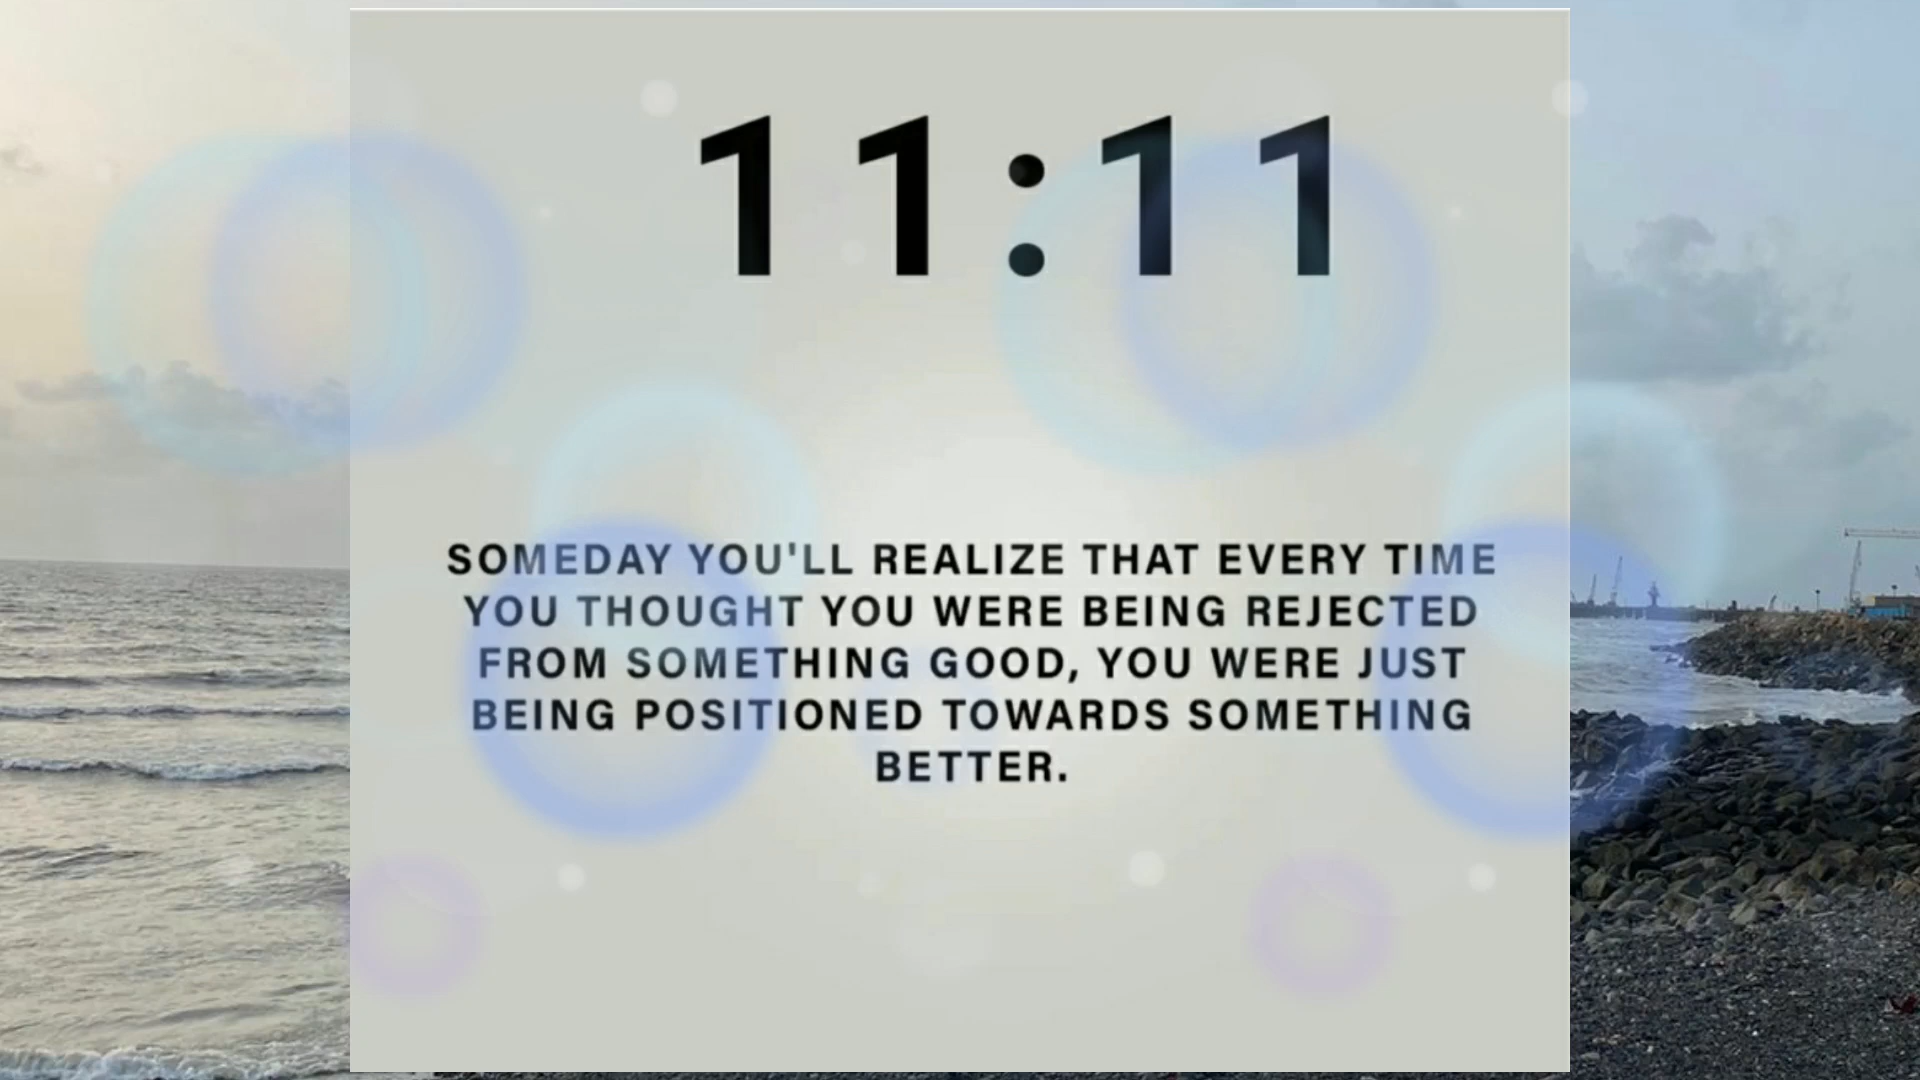 11:11
SOMEDAY YOU'LL REALIZE THAT EVERY TIME
YOU THOUGHT YOU WERE BEING REJECTED
FROM SOMETHING GOOD, YOU WERE JUST
BEING POSITIONED TOWARDS SOMETHING
BETTER.